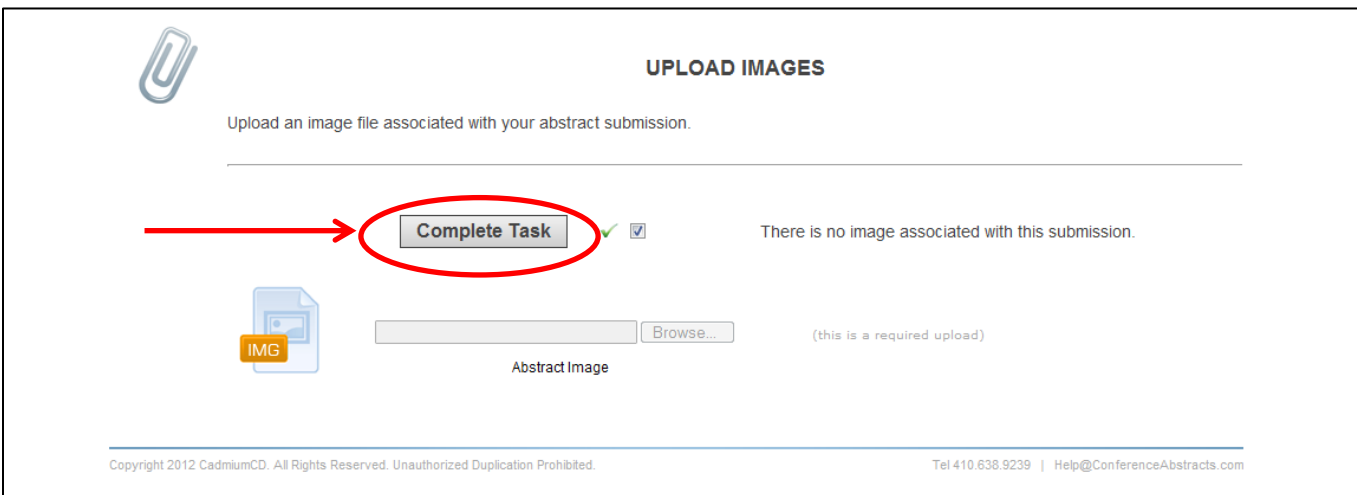 UPLOAD IMAGES
Upload an image file associated with your abstract submission.
Complete Task
There is no image associated with this submission.
IMG
Browse...
(this is a required upload)
Abstract Image
Copyright 2012 CadmiumCD. All Rights Reserved. Unauthorized Duplication Prohibited.
Tel 410.638.9239 | Help@ConferenceAbstracts.com